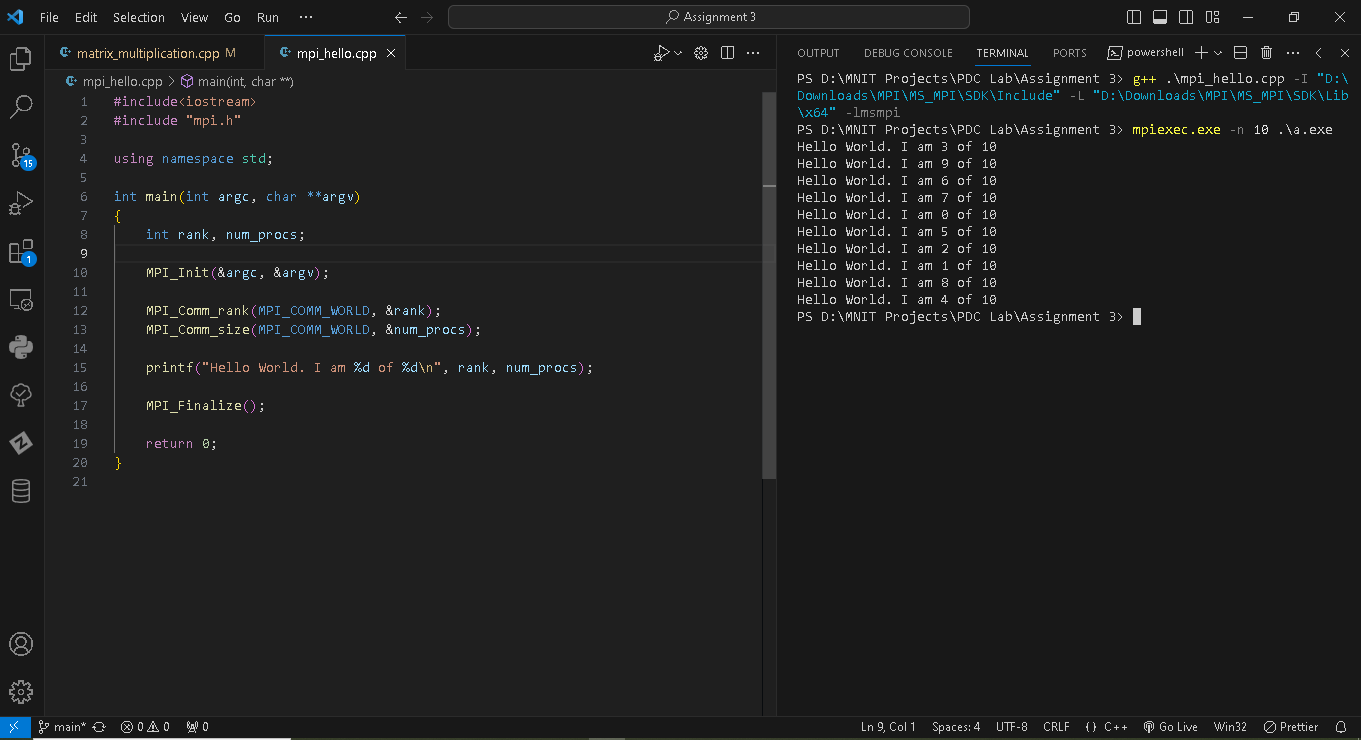 File Edit Selection View Go Run ··· Assignment 3
matrix_multiplication.cpp M mpi_hello.cpp
mpi_hello.cpp > main(int, char **)
1 #include<iostream>
2 #include "mpi.h"
3
4 using namespace std;
5
6 int main(int argc, char **argv)
7 {
8 int rank, num_procs;
9
10 MPI_Init(&argc, &argv);
11
12 MPI_Comm_rank(MPI_COMM_WORLD, &rank);
13 MPI_Comm_size(MPI_COMM_WORLD, &num_procs);
14
15 printf("Hello World. I am %d of %d\n", rank, num_procs);
16
17 MPI_Finalize();
18
19 return 0;
20 }
21
15
1
OUTPUT DEBUG CONSOLE TERMINAL PORTS powershell
PS D:\MNIT Projects\PDC Lab\Assignment 3> g++ .\mpi_hello.cpp -I "D:\
Downloads\MPI\MS_MPI\SDK\Include" -L "D:\Downloads\MPI\MS_MPI\SDK\Lib
\x64" -lmsmpi
PS D:\MNIT Projects\PDC Lab\Assignment 3> mpiexec.exe -n 10 .\a.exe
Hello World. I am 3 of 10
Hello World. I am 9 of 10
Hello World. I am 6 of 10
Hello World. I am 7 of 10
Hello World. I am 0 of 10
Hello World. I am 5 of 10
Hello World. I am 2 of 10
Hello World. I am 1 of 10
Hello World. I am 8 of 10
Hello World. I am 4 of 10
PS D:\MNIT Projects\PDC Lab\Assignment 3>
main* 0 0 0 Ln 9, Col 1 Spaces: 4 UTF-8 CRLF {} C++ Go Live Win32 Prettier